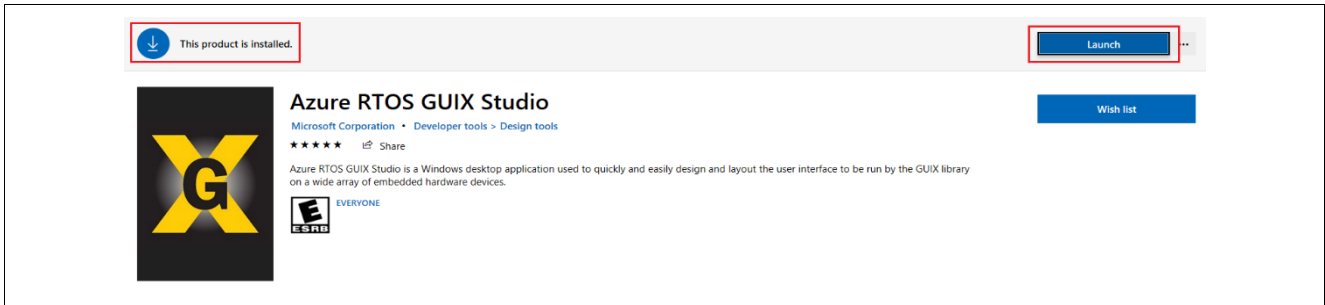 This product is installed.
Launch
...
Azure RTOS GUIX Studio
Wish list
Microsoft Corporation • Developer tools > Design tools
★★★★★ Share
Azure RTOS GUIX Studio is a Windows desktop application used to quickly and easily design and layout the user interface to be run by the GUIX library
on a wide array of embedded hardware devices.
X G
E
ESRB
EVERYONE